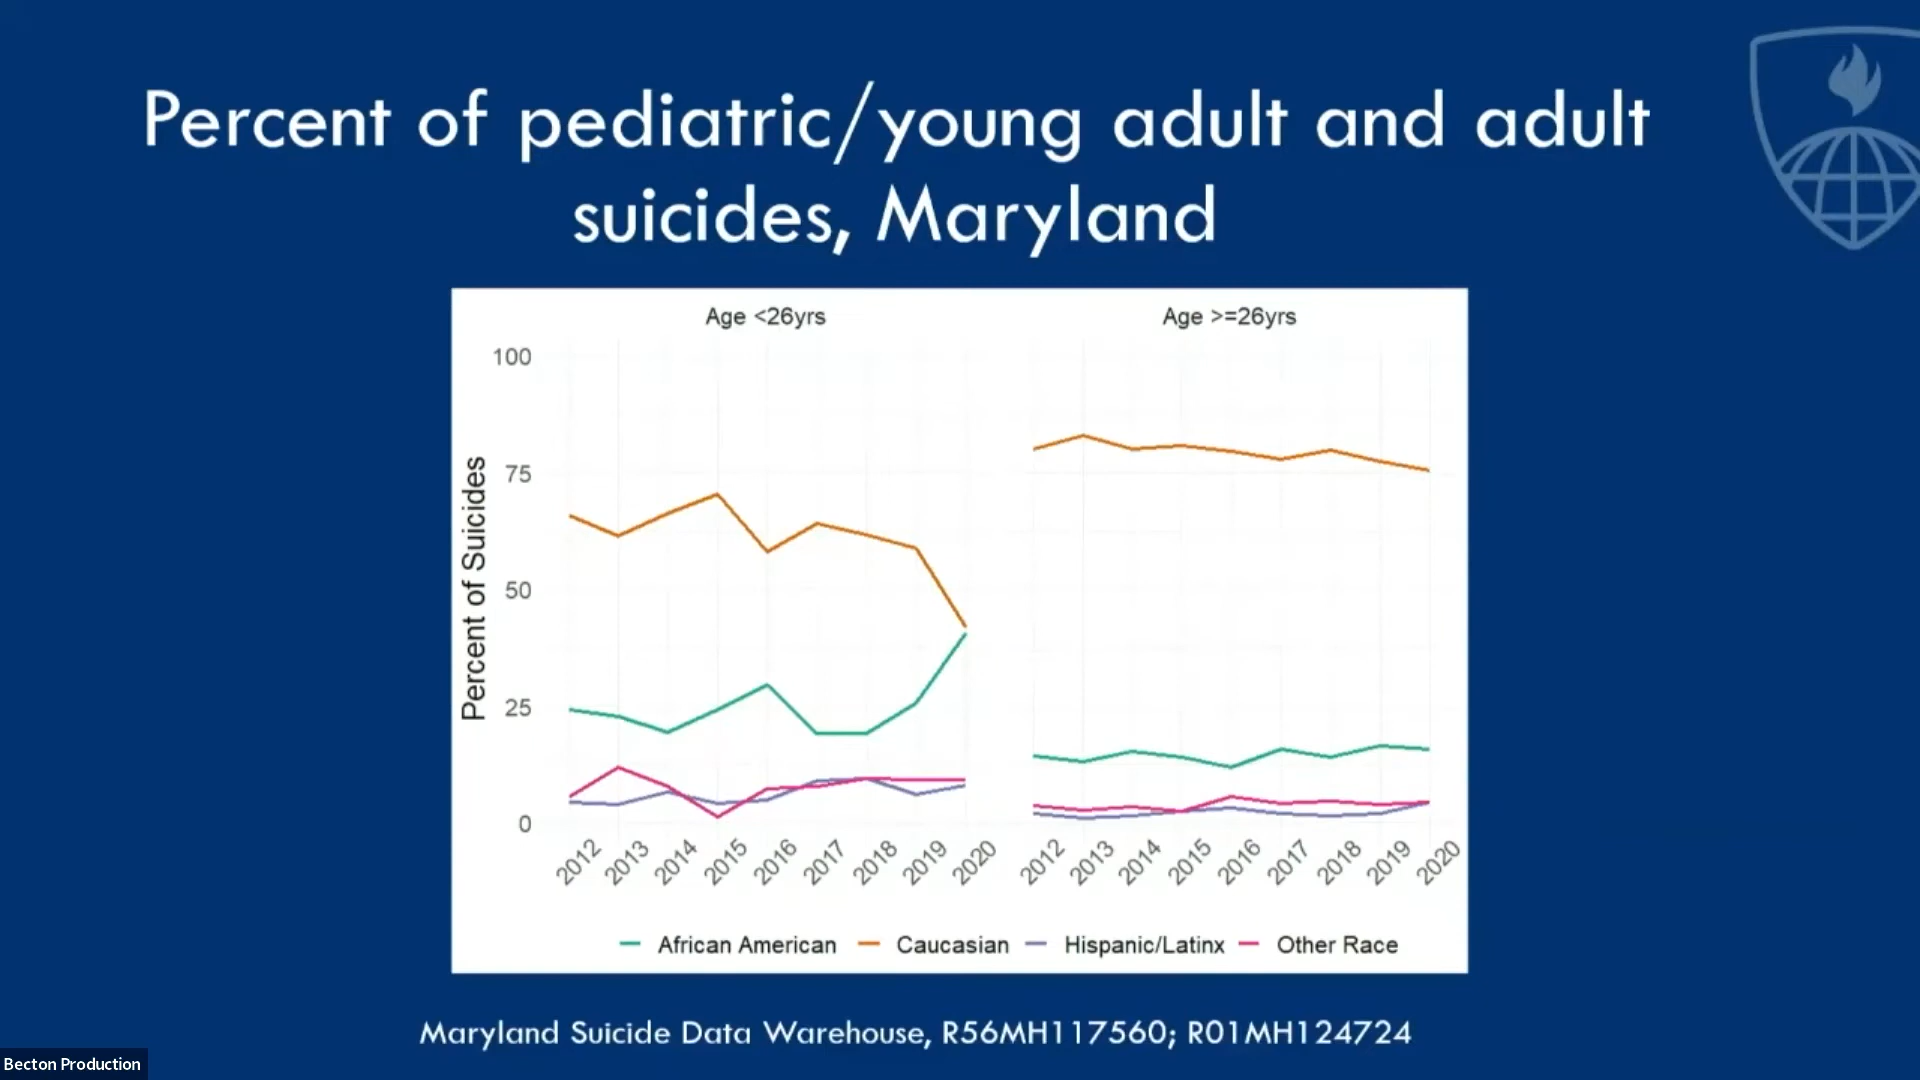 Percent of pediatric/young adult and adult
suicides, Maryland
Age <26yrs
Age >=26yrs
Percent of Suicides
100
75
50
25
0
2012 2013 2014 2015 2016 2017 2018 2019 2020
2012 2013 2014 2015 2016 2017 2018 2019 2020
African American Caucasian Hispanic/Latinx Other Race
Maryland Suicide Data Warehouse, R56MH117560; R01MH124724
Becton Production